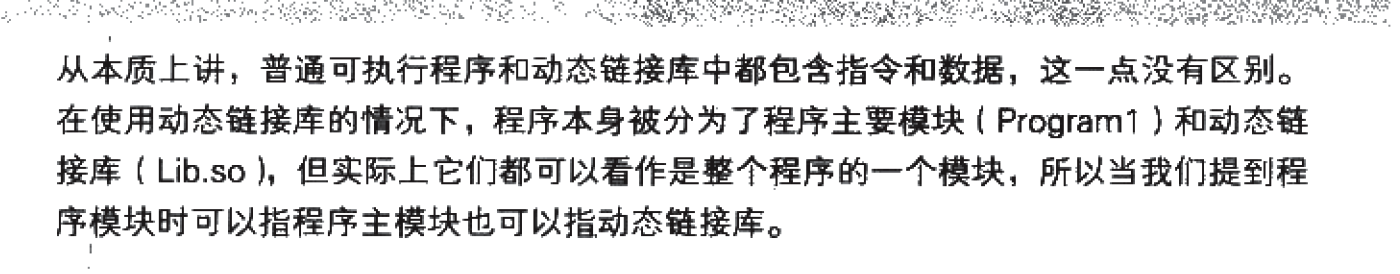 从本质上讲，普通可执行程序和动态链接库中都包含指令和数据，这一点没有区别。
在使用动态链接库的情况下，程序本身被分为了程序主要模块（Program1）和动态链
接库（Lib.so），但实际上它们都可以看作是整个程序的一个模块，所以当我们提到程
序模块时可以指程序主模块也可以指动态链接库。